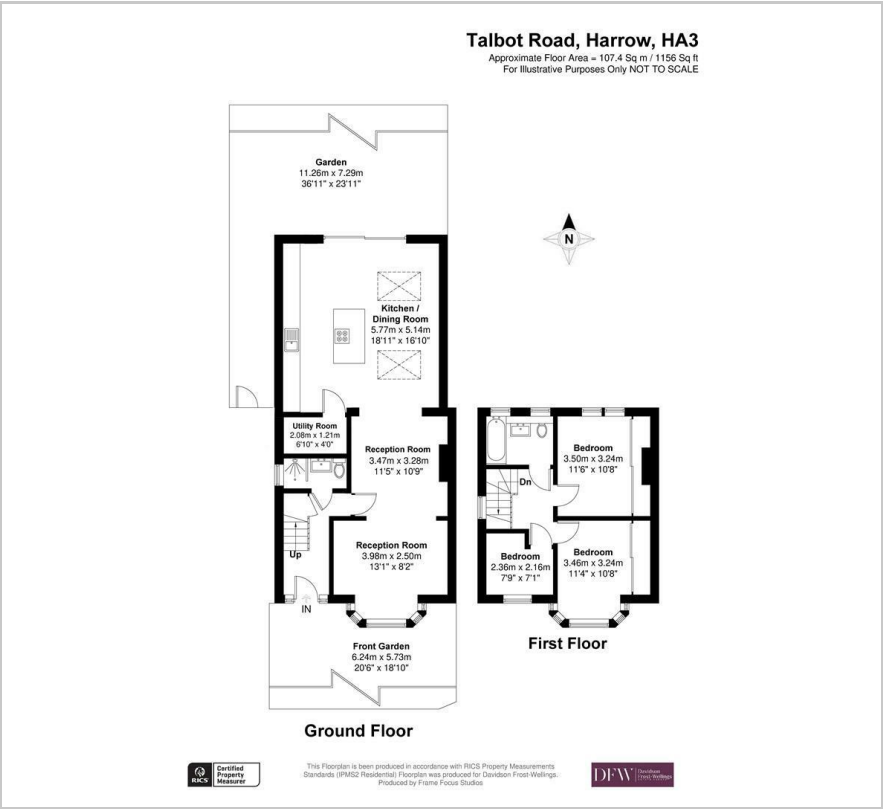 Talbot Road, Harrow, HA3
Approximate Floor Area = 107.4 Sq m / 1156 Sq ft
For Illustrative Purposes Only NOT TO SCALE
Garden
11.26m x 7.29m
36'11" x 23'11"
N
Kitchen /
Dining Room
5.77m x 5.14m
18'11" x 16'10"
Utility Room
2.08m x 1.21m
6'10" x 4'0"
Reception Room
3.47m x 3.28m
11'5" x 10'9"
Up
Reception Room
3.98m x 2.50m
13'1" x 8'2"
IN
Front Garden
6.24m x 5.73m
20'6" x 18'10"
Ground Floor
Bedroom
3.50m x 3.24m
11'6" x 10'8"
Dn
Bedroom
2.36m x 2.16m
7'9" x 7'1"
Bedroom
3.46m x 3.24m
11'4" x 10'8"
First Floor
RICS
Certified
Property
Measurer
This Floorplan is been produced in accordance with RICS Property Measurements
Standards (IPMS2 Residential) Floorplan was produced for Davidson Frost-Wellings.
Produced by Frame Focus Studios
DFW
Davidson
Frost-Wellings